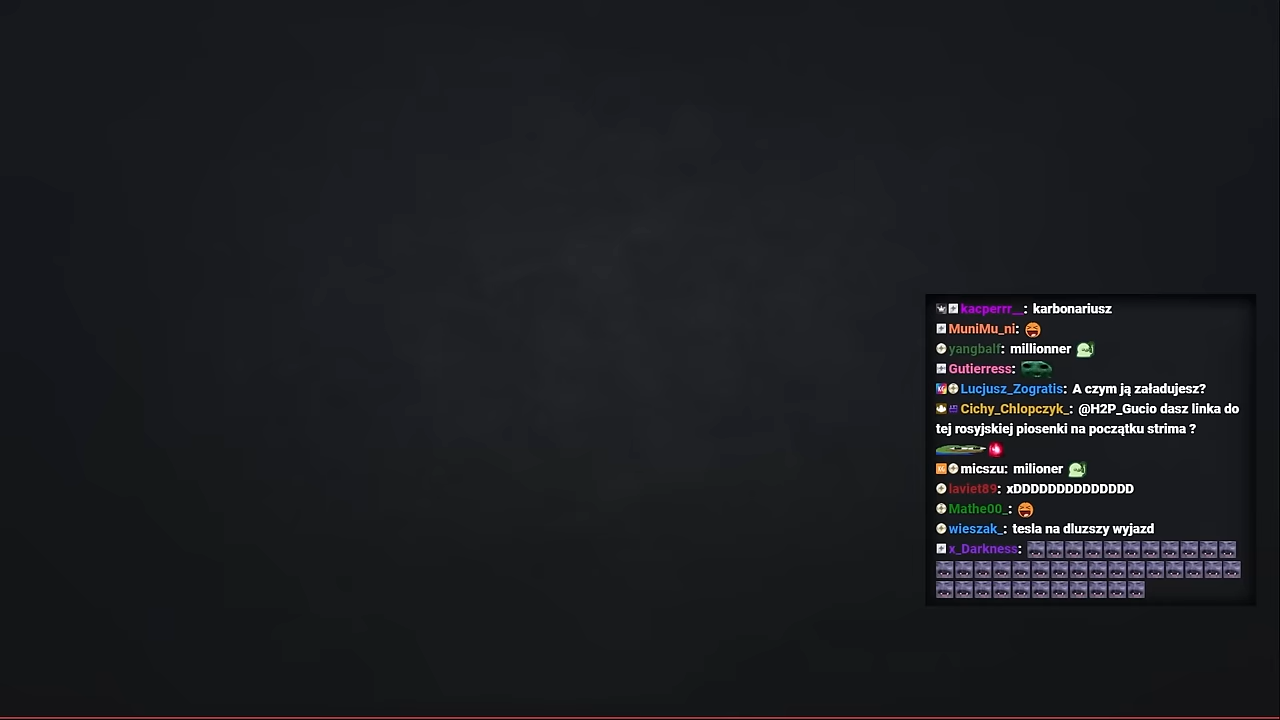 kacperrr__: karbonariusz
MuniMu_ni:
yangbalf: millionner
Gutierress:
Lucjusz_Zogratis: A czym ją załadujesz?
Cichy_Chlopczyk_: @H2P_Gucio dasz linka do
tej rosyjskiej piosenki na początku strima ?
micszu: milioner
laviet89: xDDDDDDDDDDDDDD
Mathe00_:
wieszak_: tesla na dluzszy wyjazd
x_Darkness: